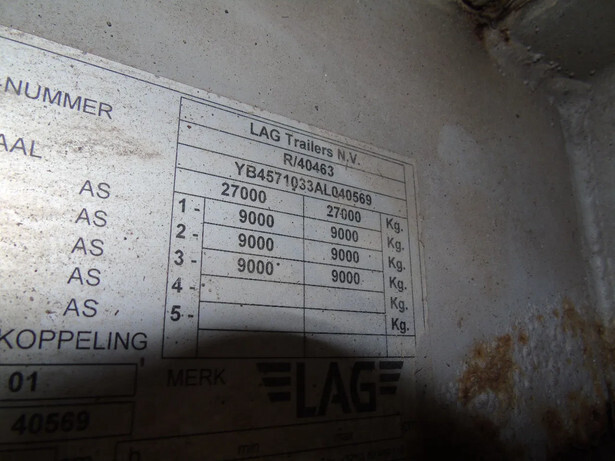 -NUMMER
LAG Trailers N.V.
R/40463
AAL
YB4571033AL040569
27000 27000 Kg.
AS 1 - 9000 9000 Kg.
AS 2 - 9000 9000 Kg.
AS 3 - 9000 9000 Kg.
AS 4 - Kg.
AS 5 - Kg.
KOPPELING
01 MERK LAG
40569